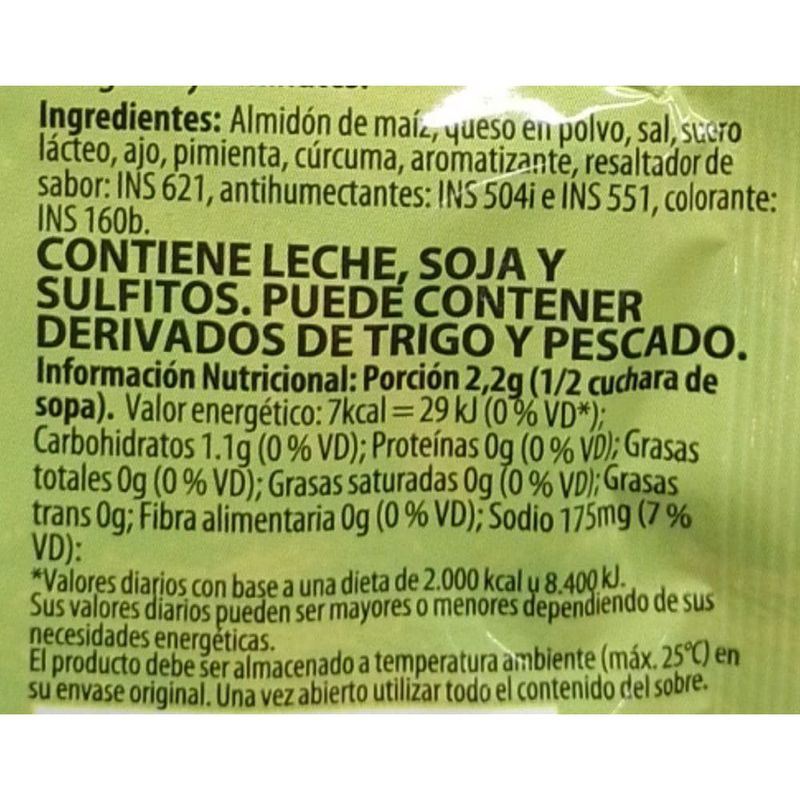 Ingredientes: Almidón de maíz, queso en polvo, sal, suero
lácteo, ajo, pimienta, cúrcuma, aromatizante, resaltador de
sabor: INS 621, antihumectantes: INS 504i e INS 551, colorante:
INS 160b.
CONTIENE LECHE, SOJA Y
SULFITOS. PUEDE CONTENER
DERIVADOS DE TRIGO Y PESCADO.
Información Nutricional: Porción 2,2g (1/2 cuchara de
sopa). Valor energético: 7kcal = 29 kJ (0 % VD*);
Carbohidratos 1.1g (0 % VD); Proteínas 0g (0 % VD); Grasas
totales 0g (0 % VD); Grasas saturadas 0g (0 % VD); Grasas
trans 0g; Fibra alimentaria 0g (0 % VD); Sodio 175mg (7 %
VD):
*Valores diarios con base a una dieta de 2.000 kcal u 8.400 kJ.
Sus valores diarios pueden ser mayores o menores dependiendo de sus
necesidades energéticas.
El producto debe ser almacenado a temperatura ambiente (máx. 25°C) en
su envase original. Una vez abierto utilizar todo el contenido del sobre.